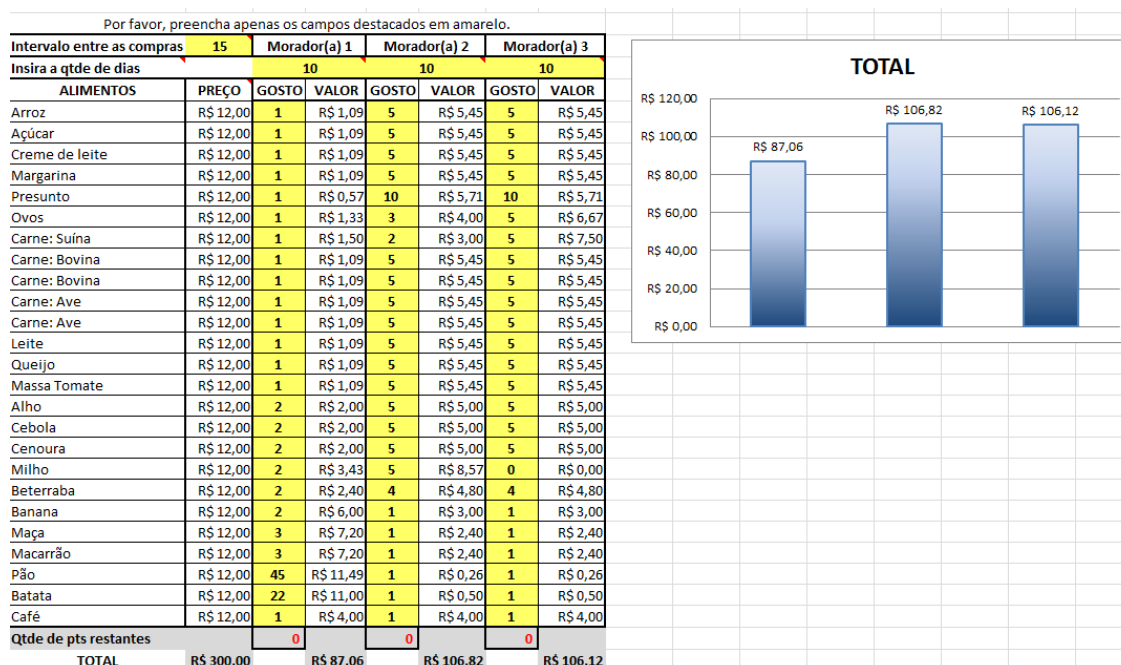 Por favor, preencha apenas os campos destacados em amarelo.
Intervalo entre as compras 15 Morador(a) 1 Morador(a) 2 Morador(a) 3
Insira a qtde de dias 10 10 10
ALIMENTOS PREÇO GOSTO VALOR GOSTO VALOR GOSTO VALOR
Arroz R$ 12,00 1 R$ 1,09 5 R$ 5,45 5 R$ 5,45
Açúcar R$ 12,00 1 R$ 1,09 5 R$ 5,45 5 R$ 5,45
Creme de leite R$ 12,00 1 R$ 1,09 5 R$ 5,45 5 R$ 5,45
Margarina R$ 12,00 1 R$ 1,09 5 R$ 5,45 5 R$ 5,45
Presunto R$ 12,00 1 R$ 0,57 10 R$ 5,71 10 R$ 5,71
Ovos R$ 12,00 1 R$ 1,33 3 R$ 4,00 5 R$ 6,67
Carne: Suína R$ 12,00 1 R$ 1,50 2 R$ 3,00 5 R$ 7,50
Carne: Bovina R$ 12,00 1 R$ 1,09 5 R$ 5,45 5 R$ 5,45
Carne: Bovina R$ 12,00 1 R$ 1,09 5 R$ 5,45 5 R$ 5,45
Carne: Ave R$ 12,00 1 R$ 1,09 5 R$ 5,45 5 R$ 5,45
Carne: Ave R$ 12,00 1 R$ 1,09 5 R$ 5,45 5 R$ 5,45
Leite R$ 12,00 1 R$ 1,09 5 R$ 5,45 5 R$ 5,45
Queijo R$ 12,00 1 R$ 1,09 5 R$ 5,45 5 R$ 5,45
Massa Tomate R$ 12,00 1 R$ 1,09 5 R$ 5,45 5 R$ 5,45
Alho R$ 12,00 2 R$ 2,00 5 R$ 5,00 5 R$ 5,00
Cebola R$ 12,00 2 R$ 2,00 5 R$ 5,00 5 R$ 5,00
Cenoura R$ 12,00 2 R$ 2,00 5 R$ 5,00 5 R$ 5,00
Milho R$ 12,00 2 R$ 3,43 5 R$ 8,57 0 R$ 0,00
Beterraba R$ 12,00 2 R$ 2,40 4 R$ 4,80 4 R$ 4,80
Banana R$ 12,00 2 R$ 6,00 1 R$ 3,00 1 R$ 3,00
Maça R$ 12,00 3 R$ 7,20 1 R$ 2,40 1 R$ 2,40
Macarrão R$ 12,00 3 R$ 7,20 1 R$ 2,40 1 R$ 2,40
Pão R$ 12,00 45 R$ 11,49 1 R$ 0,26 1 R$ 0,26
Batata R$ 12,00 22 R$ 11,00 1 R$ 0,50 1 R$ 0,50
Café R$ 12,00 1 R$ 4,00 1 R$ 4,00 1 R$ 4,00
Qtde de pts restantes 0 0 0
TOTAL R$ 300,00 R$ 87,06 R$ 106,82 R$ 106,12
TOTAL
R$ 120,00
R$ 100,00
R$ 80,00
R$ 60,00
R$ 40,00
R$ 20,00
R$ 0,00
R$ 87,06
R$ 106,82
R$ 106,12